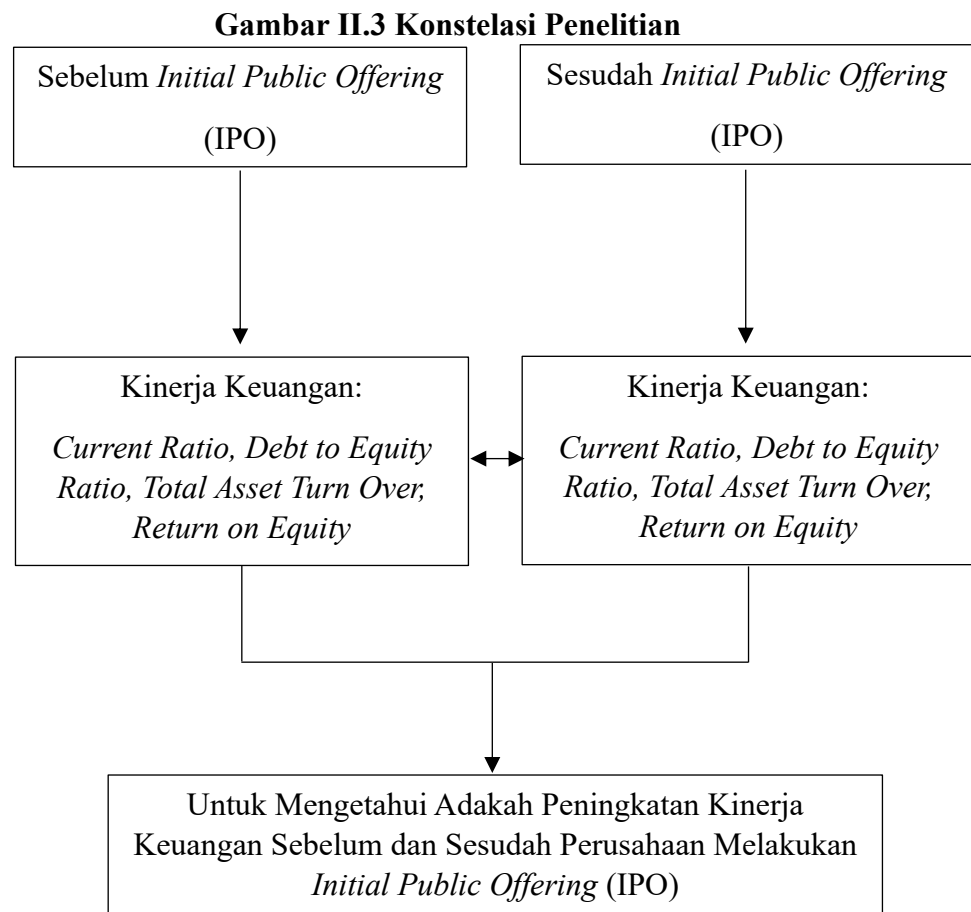 Gambar II.3 Konstelasi Penelitian
Sebelum Initial Public Offering
(IPO)
Sesudah Initial Public Offering
(IPO)
Kinerja Keuangan:
Current Ratio, Debt to Equity
Ratio, Total Asset Turn Over,
Return on Equity
Kinerja Keuangan:
Current Ratio, Debt to Equity
Ratio, Total Asset Turn Over,
Return on Equity
Untuk Mengetahui Adakah Peningkatan Kinerja
Keuangan Sebelum dan Sesudah Perusahaan Melakukan
Initial Public Offering (IPO)